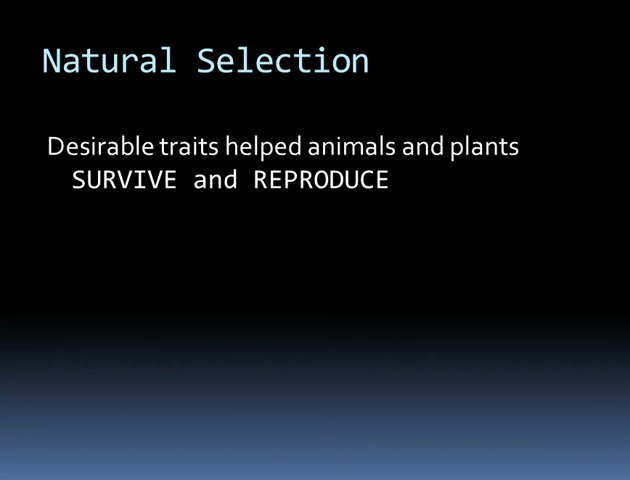 Natural Selection
Desirable traits helped animals and plants
SURVIVE and REPRODUCE